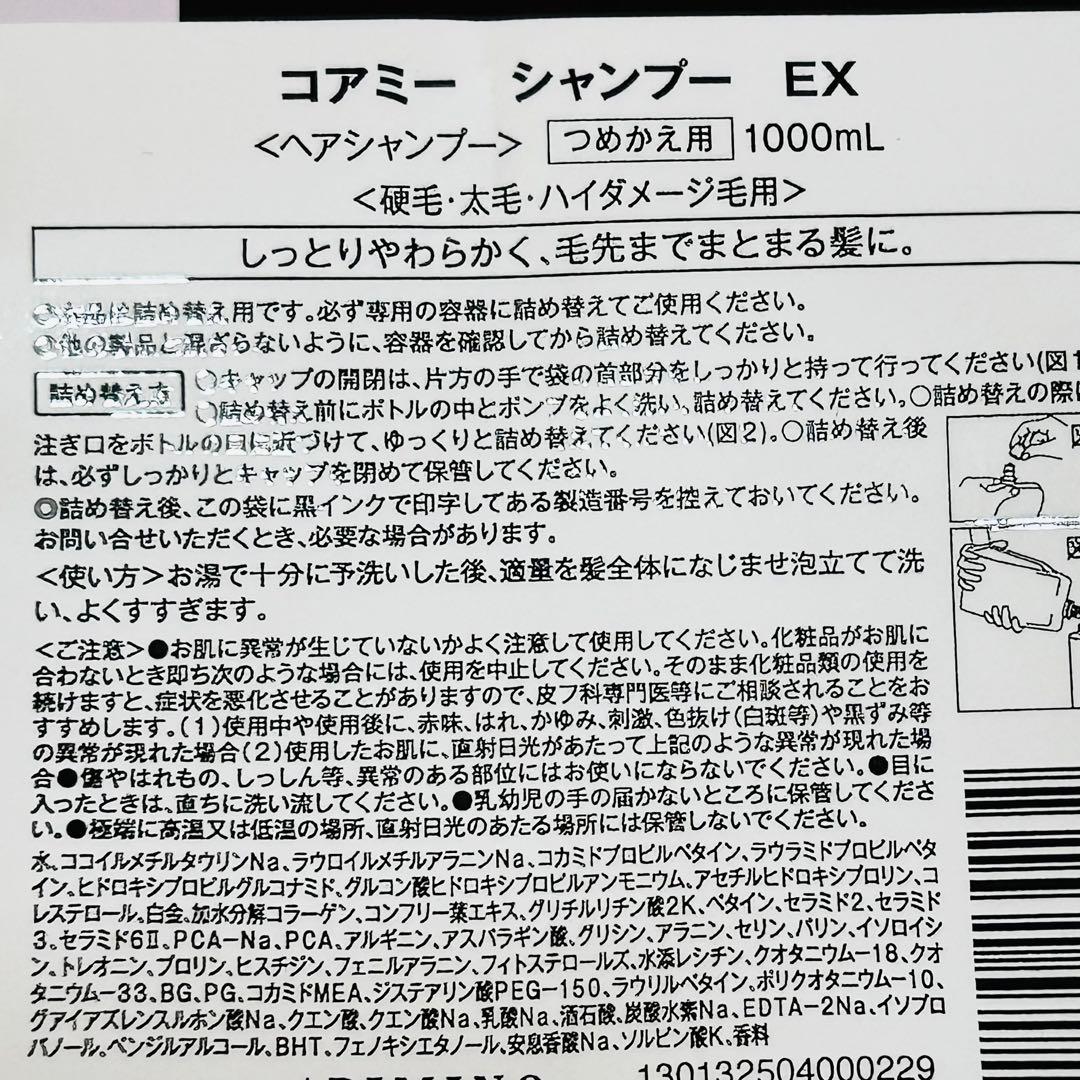 コアミー シャンプー EX
<ヘアシャンプー> つめかえ用 1000mL
<硬毛・太毛・ハイダメージ毛用>
しっとりやわらかく、毛先までまとまる髪に。
詰め替え用です。必ず専用の容器に詰め替えてご使用ください。
他の製品と混ざらないように、容器を確認してから詰め替えてください。
詰め替え方 ○キャップの開閉は、片方の手で袋の首部分をしっかりと持って行ってください(図1
○詰め替え前にボトルの中とポンプをよく洗い、詰め替えてください。○詰め替えの際に
注ぎ口をボトルの口に近づけて、ゆっくりと詰め替えてください(図2)。○詰め替え後
は、必ずしっかりとキャップを閉めて保管してください。
◎詰め替え後、この袋に黒インクで印字してある製造番号を控えておいてください。
お問い合せいただくとき、必要な場合があります。
<使い方>お湯で十分に予洗いした後、適量を髪全体になじませ泡立てて洗
い、よくすすぎます。
<ご注意>●お肌に異常が生じていないかよく注意して使用してください。化粧品がお肌に
合わないとき即ち次のような場合には、使用を中止してください。そのまま化粧品類の使用を
続けますと、症状を悪化させることがありますので、皮フ科専門医等にご相談されることをお
すすめします。(1)使用中や使用後に、赤味、はれ、かゆみ、刺激、色抜け(白斑等)や黒ずみ等
の異常が現れた場合(2)使用したお肌に、直射日光があたって上記のような異常が現れた場
合●傷やはれもの、しっしん等、異常のある部位にはお使いにならないでください。●目に
入ったときは、直ちに洗い流してください。●乳幼児の手の届かないところに保管してくださ
い。●極端に高温又は低温の場所、直射日光のあたる場所には保管しないでください。
水、ココイルメチルタウリンNa、ラウロイルメチルアラニンNa、コカミドプロピルベタイン、ラウラミドプロピルベタ
イン、ヒドロキシプロピルグルコナミド、グルコン酸ヒドロキシプロピルアンモニウム、アセチルヒドロキシプロリン、コ
レステロール、白金、加水分解コラーゲン、コンフリー葉エキス、グリチルリチン酸2K、ベタイン、セラミド2、セラミド
3、セラミド6Ⅱ、PCA-Na、PCA、アルギニン、アスパラギン酸、グリシン、アラニン、セリン、バリン、イソロイシ
ン、トレオニン、プロリン、ヒスチジン、フェニルアラニン、フィトステロールズ、水添レシチン、クオタニウム-18、クオ
タニウム-33、BG、PG、コカミドMEA、ジステアリン酸PEG-150、ラウリルベタイン、ポリクオタニウム-10、
グアイアズレンスルホン酸Na、クエン酸、クエン酸Na、乳酸Na、酒石酸、炭酸水素Na、EDTA-2Na、イソプロ
パノール、ベンジルアルコール、BHT、フェノキシエタノール、安息香酸Na、ソルビン酸K、香料
130132504000229